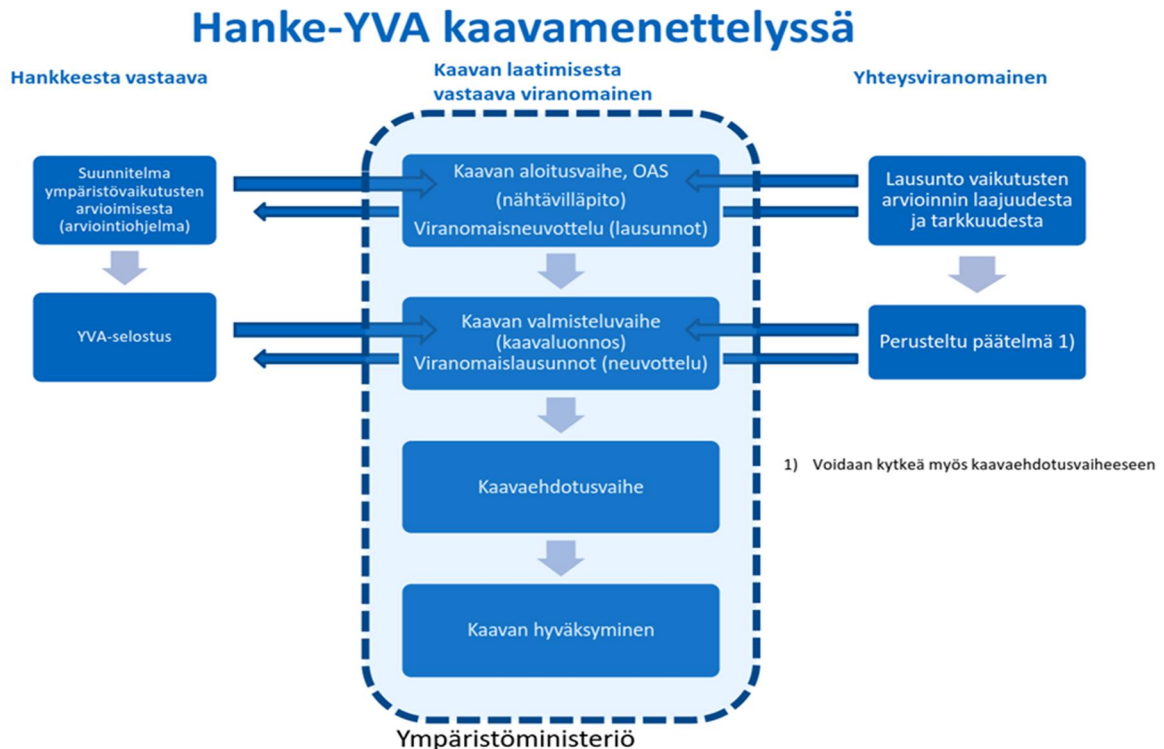 Hanke-YVA kaavamenettelyssä
Hankkeesta vastaava
Kaavan laatimisesta
vastaava viranomainen
Yhteysviranomainen
Suunnitelma
ympäristövaikutusten
arvioimisesta
(arviointiohjelma)
Kaavan aloitusvaihe, OAS
(nähtävilläpito)
Viranomaisneuvottelu (lausunnot)
Lausunto vaikutusten
arvioinnin laajuudesta
ja tarkkuudesta
YVA-selostus
Kaavan valmisteluvaihe
(kaavaluonnos)
Viranomaislausunnot (neuvottelu)
Perusteltu päätelmä 1)
1) Voidaan kytkeä myös kaavaehdotusvaiheeseen
Kaavaehdotusvaihe
Kaavan hyväksyminen
Ympäristöministeriö